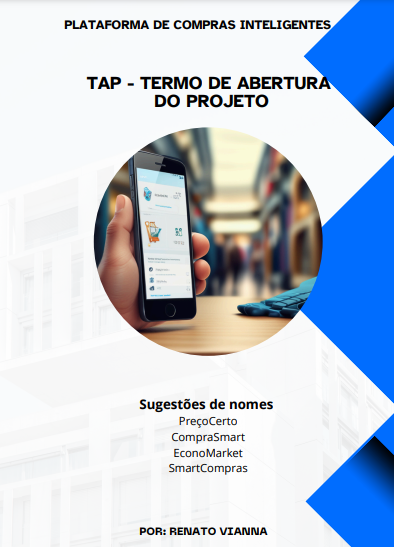 PLATAFORMA DE COMPRAS INTELIGENTES
TAP - TERMO DE ABERTURA
DO PROJETO
Sugestões de nomes
PreçoCerto
CompraSmart
EconoMarket
SmartCompras
POR: RENATO VIANNA